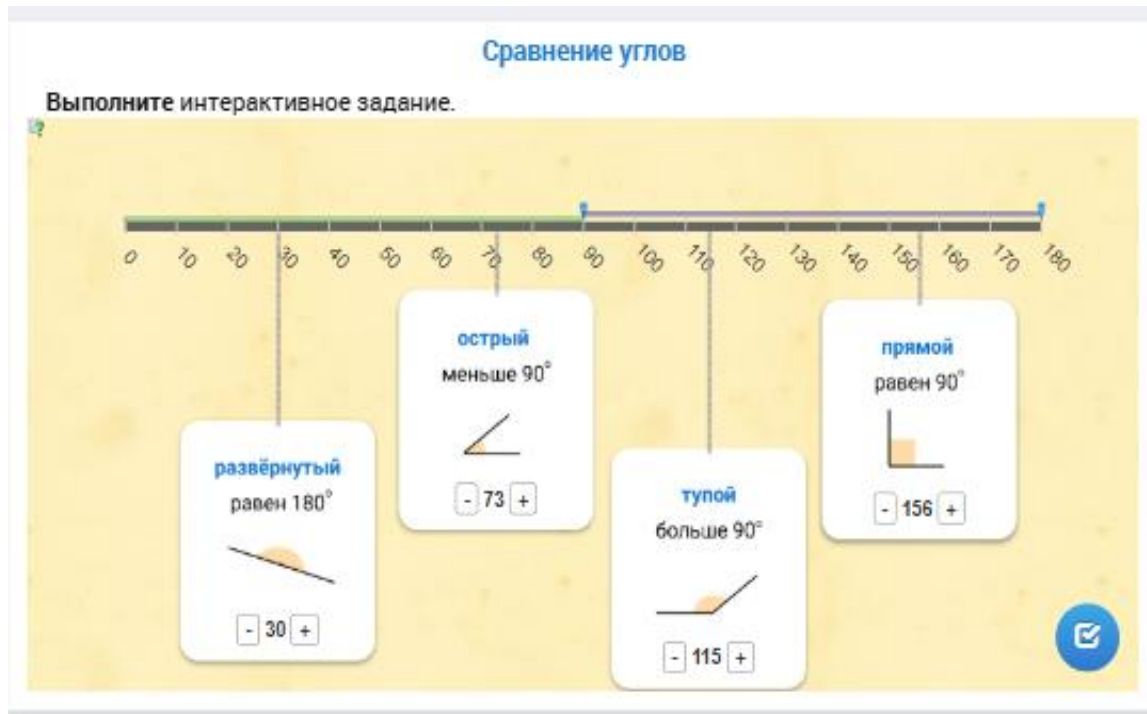 Сравнение углов
Выполните интерактивное задание.
0 10 20 30 40 50 60 70 80 90 100 110 120 130 140 150 160 170 180
острый
меньше 90°
- 73 +
прямой
равен 90°
- 156 +
развёрнутый
равен 180°
- 30 +
тупой
больше 90°
- 115 +